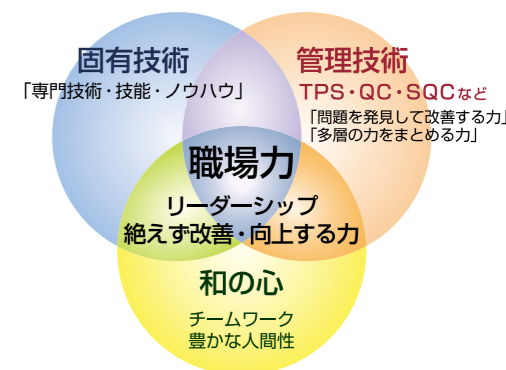 固有技術
「専門技術・技能・ノウハウ」
管理技術
TPS・QC・SQCなど
「問題を発見して改善する力」
「多層の力をまとめる力」
職場力
リーダーシップ
絶えず改善・向上する力
和の心
チームワーク
豊かな人間性